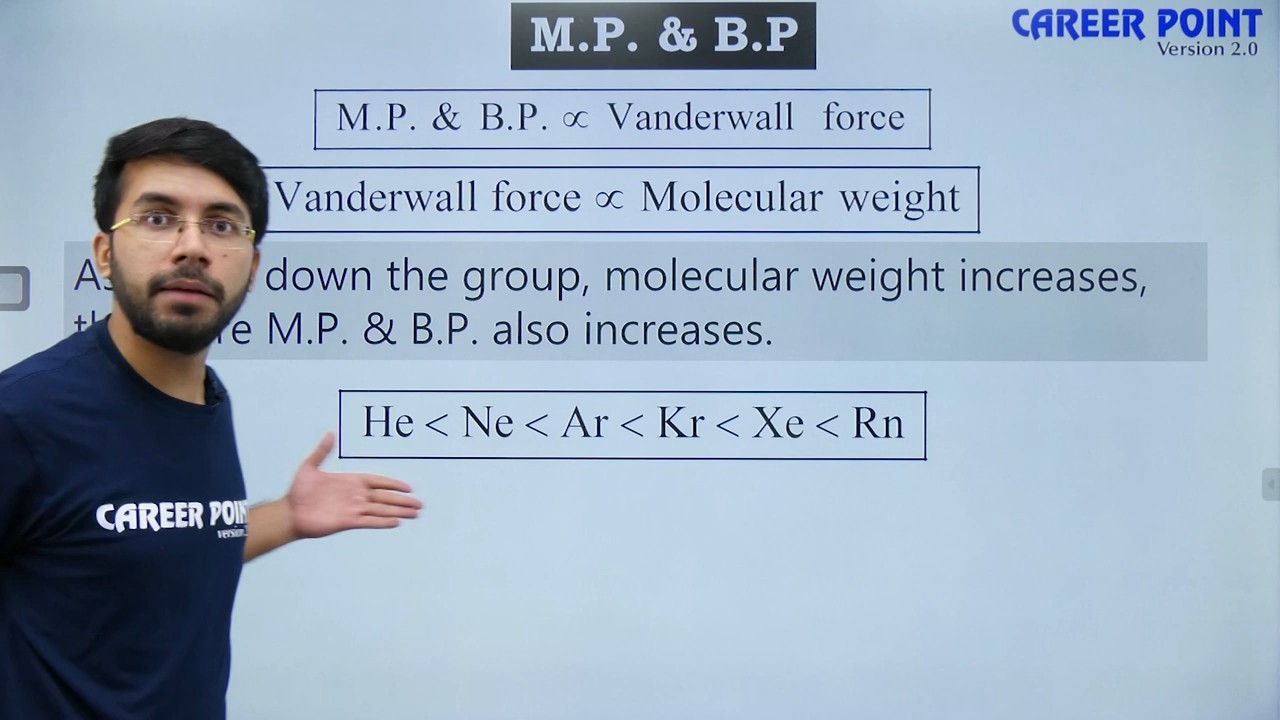 M.P. & B.P
CAREER POINT
Version 2.0
M.P. & B.P. ∝ Vanderwall force
Vanderwall force ∝ Molecular weight
down the group, molecular weight increases,
M.P. & B.P. also increases.
He < Ne < Ar < Kr < Xe < Rn
CAREER POINT